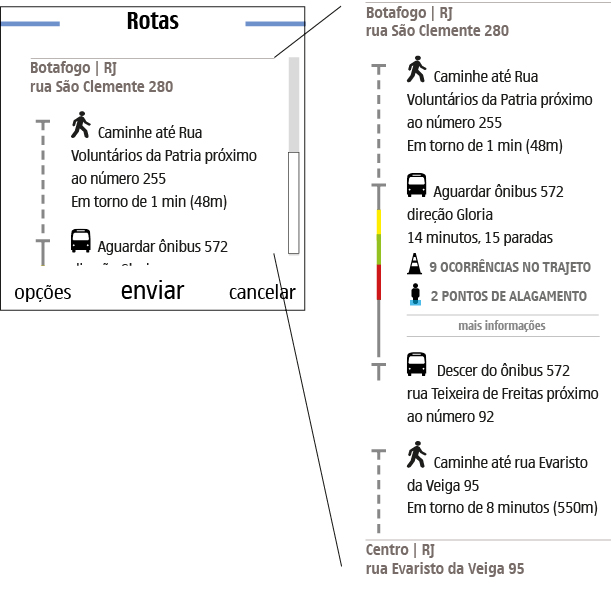 Rotas
Botafogo | RJ
rua São Clemente 280
Caminhe até Rua
Voluntários da Patria próximo
ao número 255
Em torno de 1 min (48m)
Aguardar ônibus 572
opções
enviar
cancelar
Botafogo | RJ
rua São Clemente 280
Caminhe até Rua
Voluntários da Patria próximo
ao número 255
Em torno de 1 min (48m)
Aguardar ônibus 572
direção Gloria
14 minutos, 15 paradas
9 OCORRÊNCIAS NO TRAJETO
2 PONTOS DE ALAGAMENTO
mais informações
Descer do ônibus 572
rua Teixeira de Freitas próximo
ao número 92
Caminhe até rua Evaristo
da Veiga 95
Em torno de 8 minutos (550m)
Centro | RJ
rua Evaristo da Veiga 95